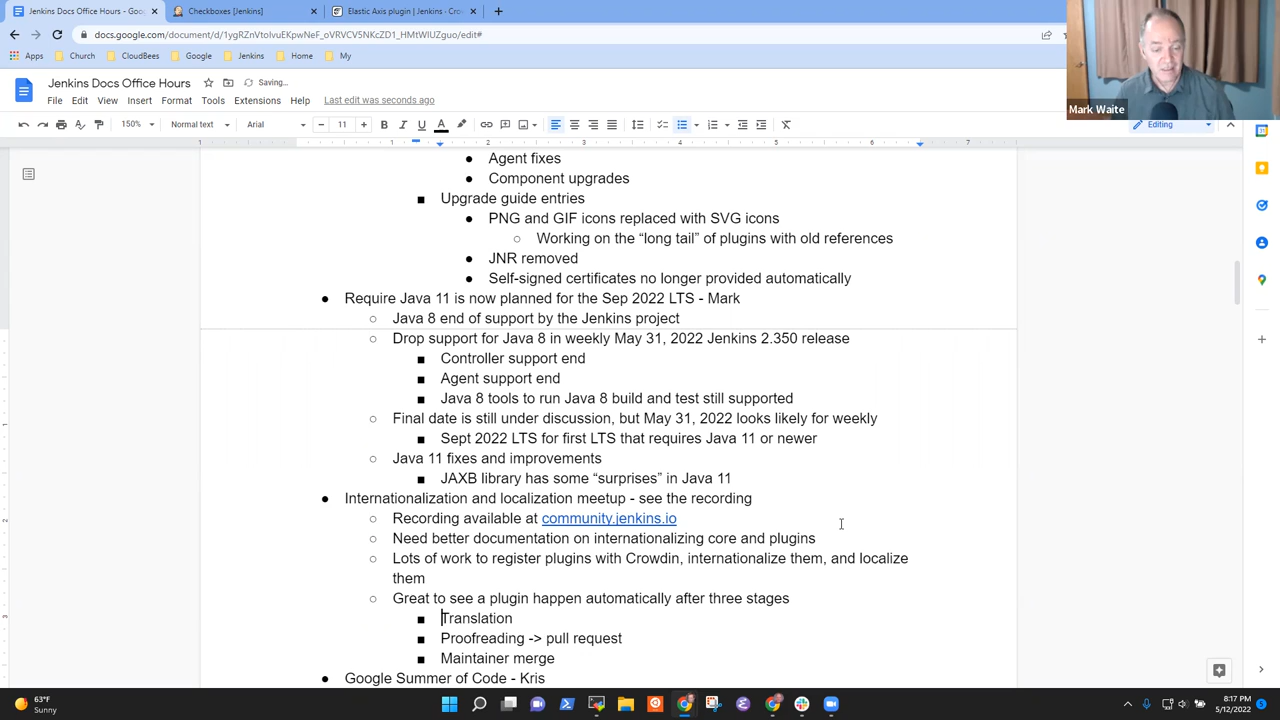 Jenkins Docs Office Hours - Goo
Checkboxes [Jenkins]
Elastic Axis plugin | Jenkins - Cro
docs.google.com/document/d/
Apps
Church
CloudBees
Google
Jenkins
Home
My
Jenkins Docs Office Hours
Saving...
File Edit View Insert Format Tools Extensions Help Last edit was seconds ago
150% Normal text Arial 11 Editing
1 1 2 3 4 5 6 7
Mark Waite
● Agent fixes
● Component upgrades
■ Upgrade guide entries
● PNG and GIF icons replaced with SVG icons
○ Working on the “long tail” of plugins with old references
● JNR removed
● Self-signed certificates no longer provided automatically
● Require Java 11 is now planned for the Sep 2022 LTS - Mark
○ Java 8 end of support by the Jenkins project
○ Drop support for Java 8 in weekly May 31, 2022 Jenkins 2.350 release
■ Controller support end
■ Agent support end
■ Java 8 tools to run Java 8 build and test still supported
○ Final date is still under discussion, but May 31, 2022 looks likely for weekly
■ Sept 2022 LTS for first LTS that requires Java 11 or newer
○ Java 11 fixes and improvements
■ JAXB library has some “surprises” in Java 11
● Internationalization and localization meetup - see the recording
○ Recording available at community.jenkins.io
○ Need better documentation on internationalizing core and plugins
○ Lots of work to register plugins with Crowdin, internationalize them, and localize
them
○ Great to see a plugin happen automatically after three stages
■ Translation
■ Proofreading -> pull request
■ Maintainer merge
● Google Summer of Code - Kris
63°F
Sunny
8:17 PM
5/12/2022